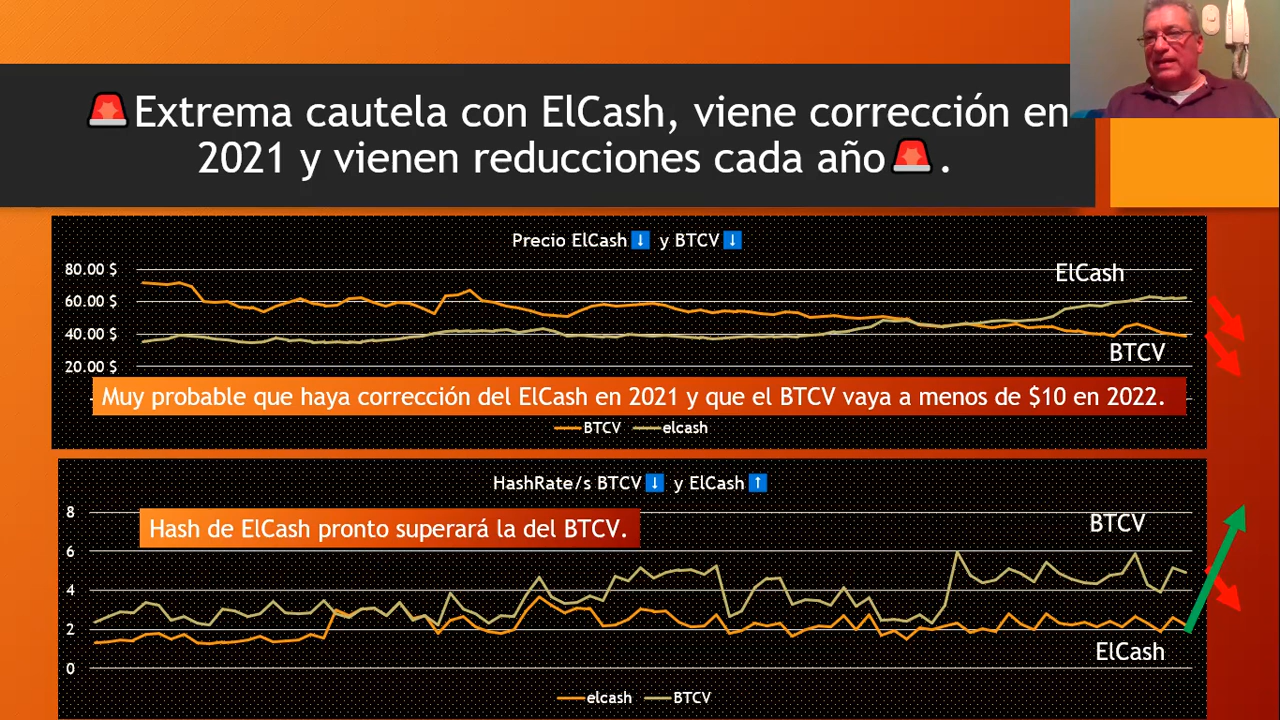 🚨Extrema cautela con ElCash, viene corrección en
2021 y vienen reducciones cada año🚨.
Precio ElCash⬇️ y BTCV⬇️
80.00 $
60.00 $
40.00 $
20.00 $
ElCash
BTCV
Muy probable que haya corrección del ElCash en 2021 y que el BTCV vaya a menos de $10 en 2022.
BTCV elcash
HashRate/s BTCV⬇️ y ElCash⬆️
8
6
4
2
0
Hash de ElCash pronto superará la del BTCV.
BTCV
ElCash
elcash BTCV